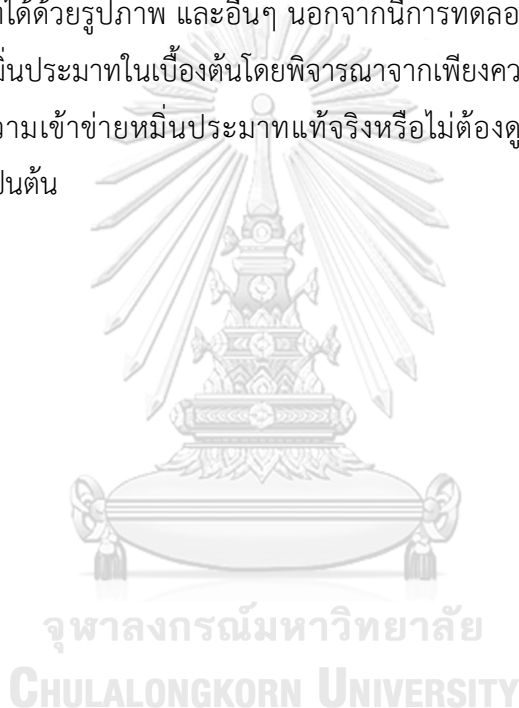 ได้ด้วยรูปภาพ และอื่นๆ นอกจากนี้การทดลอ
มิ่นประมาทในเบื้องต้นโดยพิจารณาจากเพียงคว
วามเข้าข่ายหมิ่นประมาทแท้จริงหรือไม่ต้องดู
ป็นต้น
จุฬาลงกรณ์มหาวิทยาลัย
CHULALONGKORN UNIVERSITY